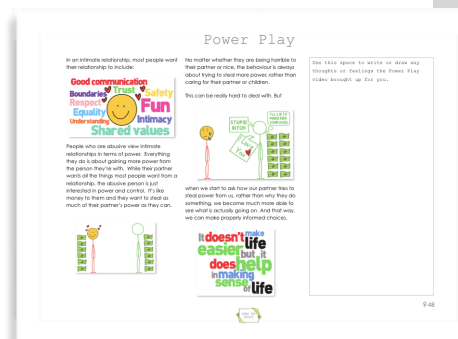 Power Play
In an intimate relationship, most people want
their relationship to include:
Good communication
Boundaries Trust Safety
Respect
Fun
Equality
Understanding
Intimacy
Shared values
People who are abusive view intimate
relationships in terms of power. Everything
they do is about gaining more power from
the person they're with. While their partner
wants all the things most people want from a
relationship, the abusive person is just
interested in power and control. It's like
money to them and they want to steal as
much of their partner's power as they can.
No matter whether they are being horrible to
their partner or nice, the behaviour is always
about trying to steal more power, rather than
caring for their partner or children.
This can be really hard to deal with. But
STUPID
BITCH!
I Love You
when we start to ask how our partner tries to
steal power from us, rather than why they do
something, we become much more able to
see what is actually going on. And that way,
we can make properly informed choices.
It doesn't make
life
easier but it
does help
in making
sense of life
Use this space to write or draw any
thoughts or feelings the Power Play
video brought up for you.
48